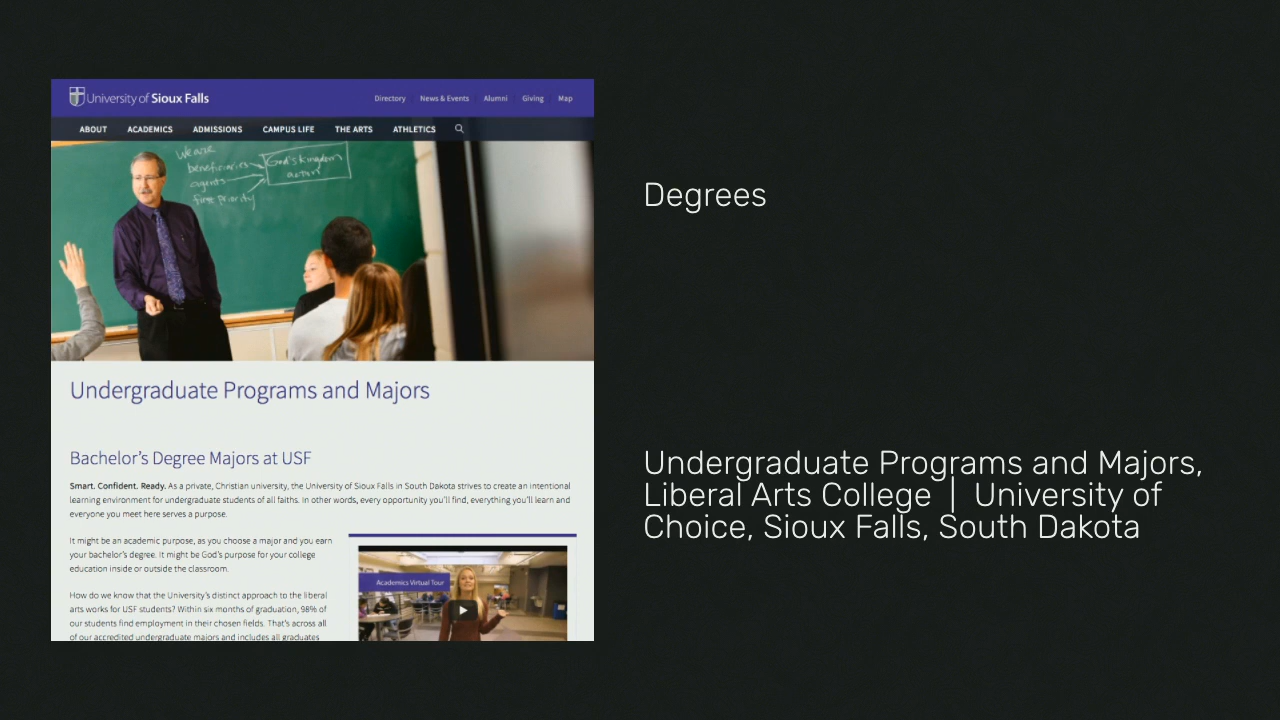 University of Sioux Falls
Directory News & Events Alumni Giving Map
ABOUT ACADEMICS ADMISSIONS CAMPUS LIFE THE ARTS ATHLETICS
We are
beneficiaries
agents
first priority
God's kingdom
action
Undergraduate Programs and Majors
Bachelor's Degree Majors at USF
Smart. Confident. Ready. As a private, Christian university, the University of Sioux Falls in South Dakota strives to create an intentional
learning environment for undergraduate students of all faiths. In other words, every opportunity you'll find, everything you'll learn and
everyone you meet here serves a purpose.
It might be an academic purpose, as you choose a major and you earn
your bachelor's degree. It might be God's purpose for your college
education inside or outside the classroom.
How do we know that the University's distinct approach to the liberal
arts works for USF students? Within six months of graduation, 98% of
our students find employment in their chosen fields. That's across all
of our accredited undergraduate majors and includes all graduates
Academics Virtual Tour
Degrees
Undergraduate Programs and Majors,
Liberal Arts College | University of
Choice, Sioux Falls, South Dakota